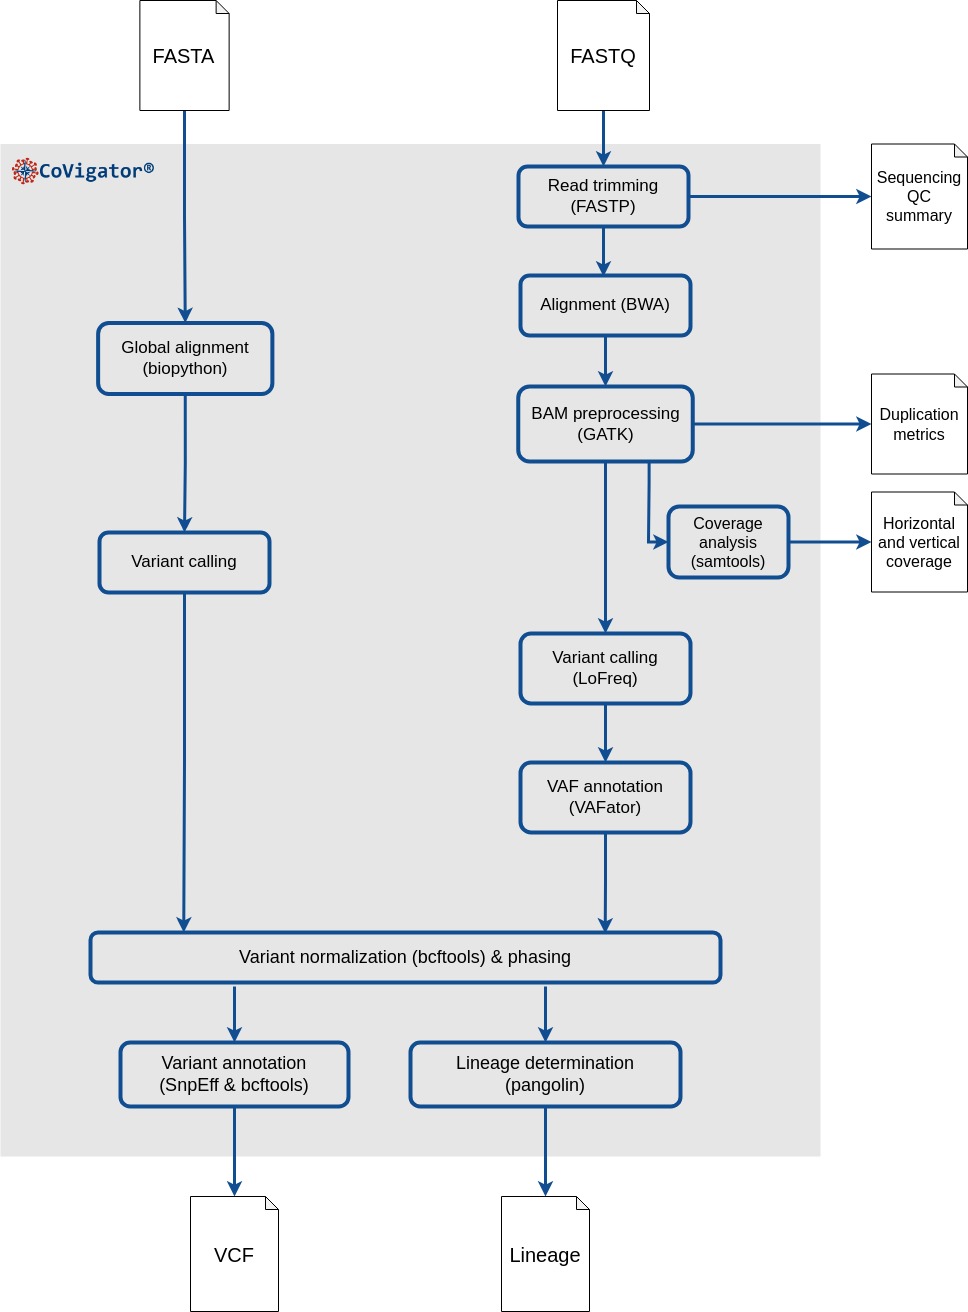 FASTA
FASTQ
CoVigator®
Read trimming
(FASTP)
Sequencing
QC
summary
Alignment (BWA)
Global alignment
(biopython)
BAM preprocessing
(GATK)
Duplication
metrics
Coverage
analysis
(samtools)
Horizontal
and vertical
coverage
Variant calling
Variant calling
(LoFreq)
VAF annotation
(VAFator)
Variant normalization (bcftools) & phasing
Variant annotation
(SnpEff & bcftools)
Lineage determination
(pangolin)
VCF
Lineage